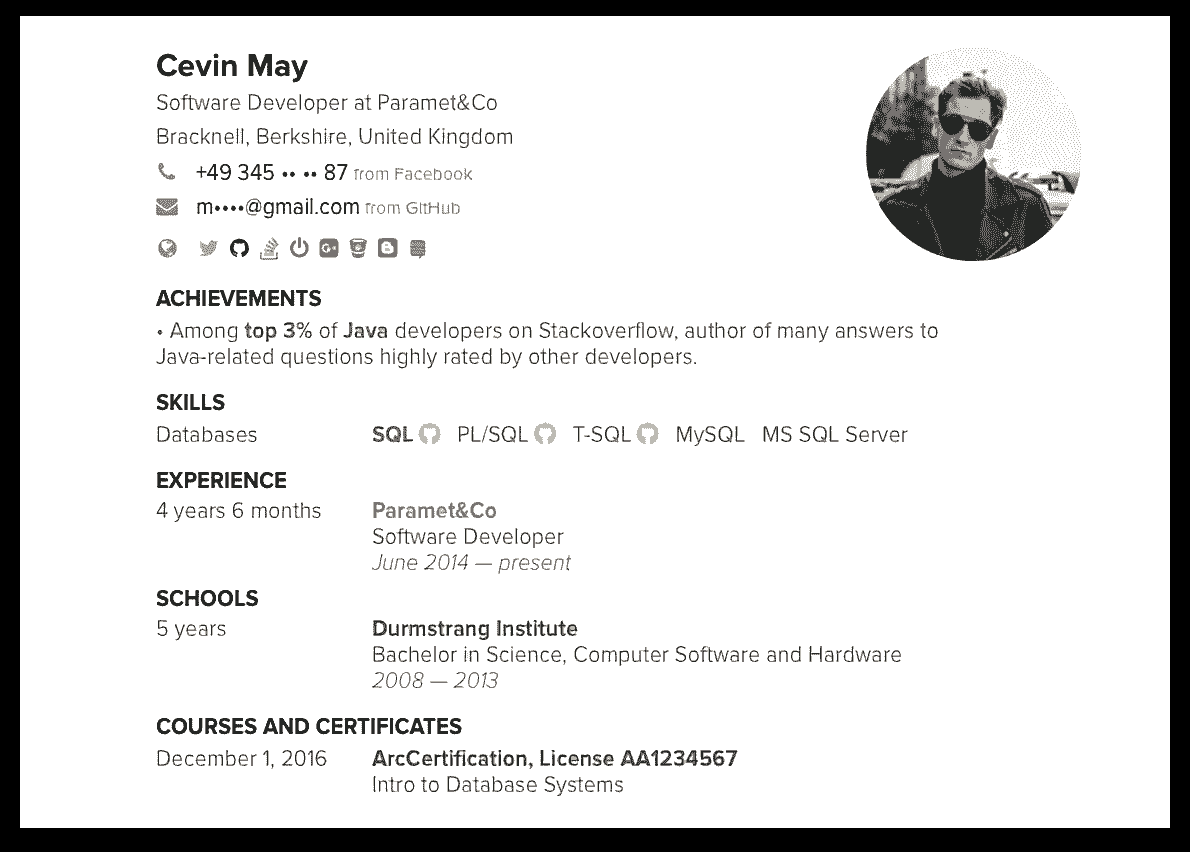 Cevin May
Software Developer at Paramet&Co
Bracknell, Berkshire, United Kingdom
+49 345 •• •• 87 from Facebook
m••••@gmail.com from GitHub
ACHIEVEMENTS
• Among top 3% of Java developers on Stackoverflow, author of many answers to
Java-related questions highly rated by other developers.
SKILLS
Databases SQL PL/SQL T-SQL MySQL MS SQL Server
EXPERIENCE
4 years 6 months Paramet&Co
Software Developer
June 2014 — present
SCHOOLS
5 years Durmstrang Institute
Bachelor in Science, Computer Software and Hardware
2008 — 2013
COURSES AND CERTIFICATES
December 1, 2016 ArcCertification, License AA1234567
Intro to Database Systems